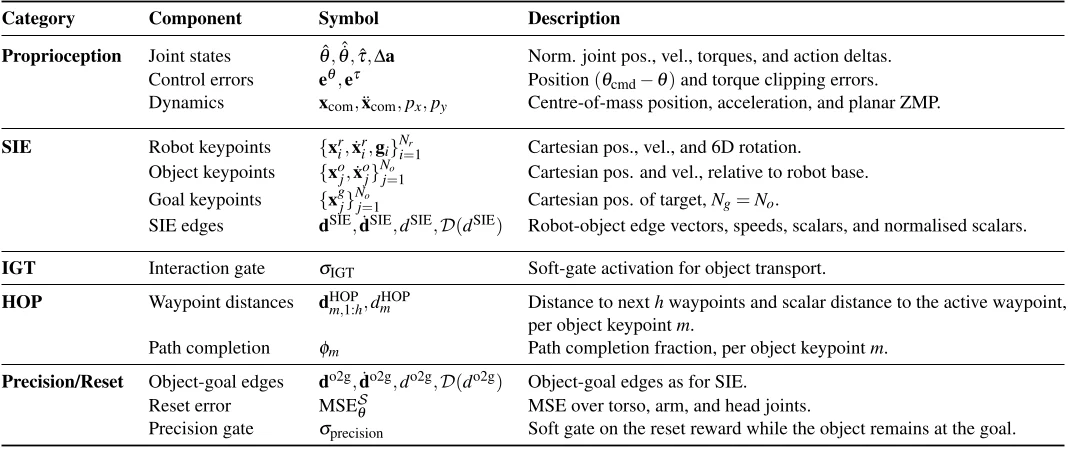 Category Component Symbol Description
Proprioception Joint states θ̂, θ̂̇, τ̂, Δa Norm. joint pos., vel., torques, and action deltas.
Control errors e^θ, e^τ Position (θ_cmd − θ) and torque clipping errors.
Dynamics x_com, ẍ_com, p_x, p_y Centre-of-mass position, acceleration, and planar ZMP.
SIE Robot keypoints {x_i^r, ẋ_i^r, g_i}_{i=1}^{N_r} Cartesian pos., vel., and 6D rotation.
Object keypoints {x_j^o, ẋ_j^o}_{j=1}^{N_o} Cartesian pos. and vel., relative to robot base.
Goal keypoints {x_j^g}_{j=1}^{N_o} Cartesian pos. of target, N_g = N_o.
SIE edges d^SIE, ḋ^SIE, d^SIE, 𝒟(d^SIE) Robot-object edge vectors, speeds, scalars, and normalised scalars.
IGT Interaction gate σ_IGT Soft-gate activation for object transport.
HOP Waypoint distances d_{m,1:h}^HOP, d_m^HOP Distance to next h waypoints and scalar distance to the active waypoint,
per object keypoint m.
Path completion ϕ_m Path completion fraction, per object keypoint m.
Precision/Reset Object-goal edges d^o2g, ḋ^o2g, d^o2g, 𝒟(d^o2g) Object-goal edges as for SIE.
Reset error MSE_θ^𝒮 MSE over torso, arm, and head joints.
Precision gate σ_precision Soft gate on the reset reward while the object remains at the goal.